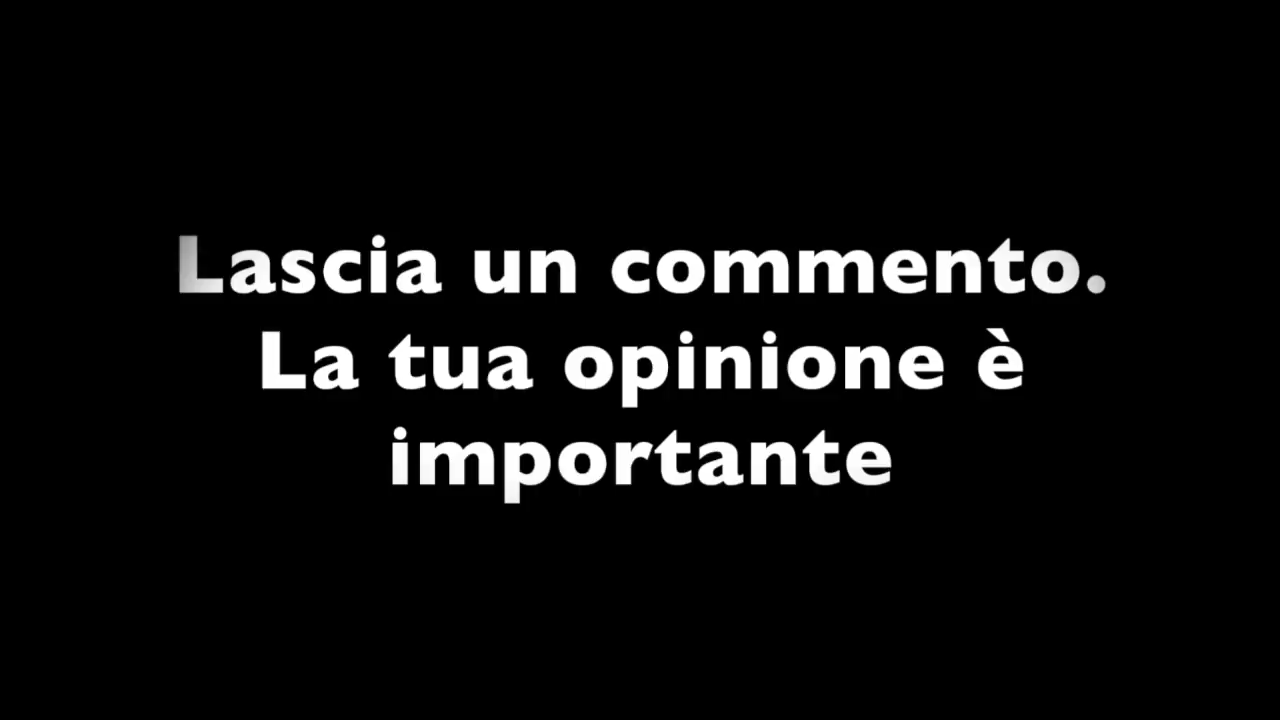 Lascia un commento.
La tua opinione è
importante